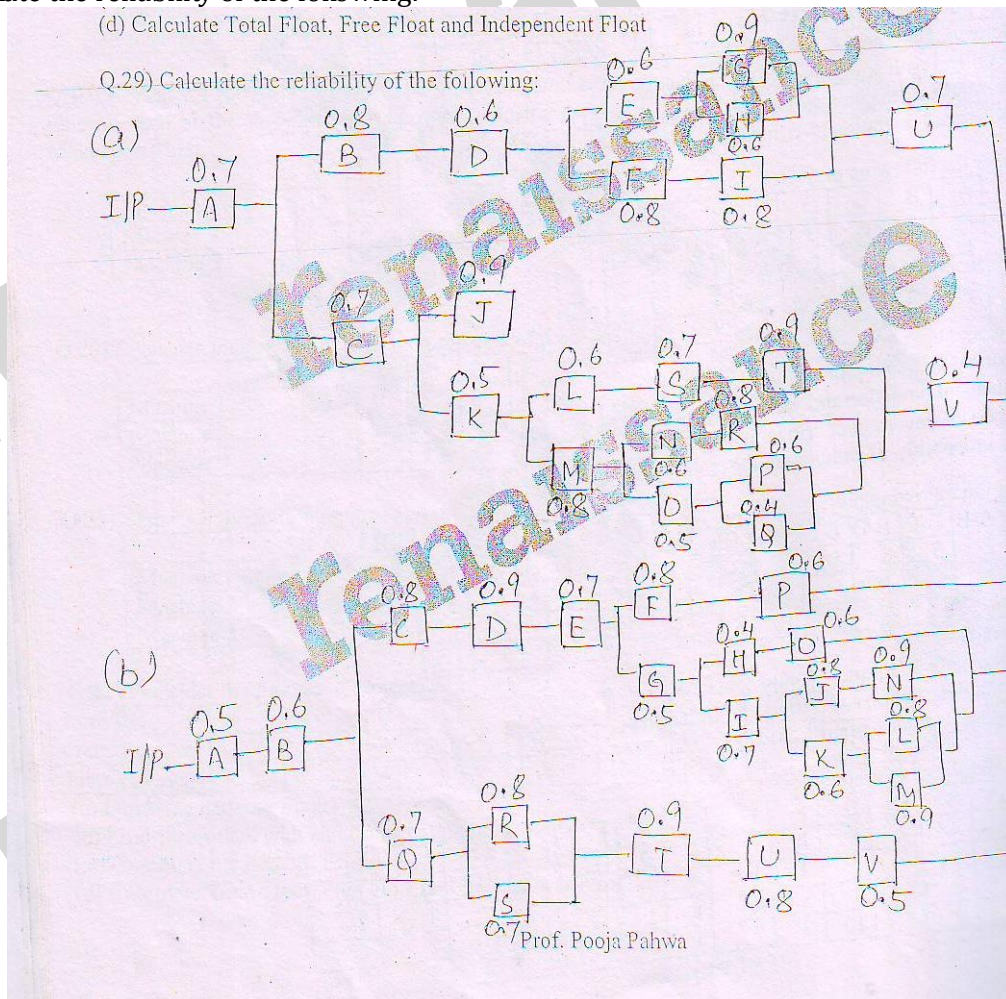 (d) Calculate Total Float, Free Float and Independent Float
Q.29) Calculate the reliability of the following:
(a)
I/P
0.7
A
0.8
B
0.6
D
0.6
E
0.9
G
H
0.6
F
0.8
I
0.8
0.7
U
0.7
C
0.9
J
0.5
K
0.6
L
0.7
S
0.9
T
0.4
V
M
0.8
N
0.6
0.8
R
O
0.5
0.6
P
0.4
Q
(b)
I/P
0.5
A
0.6
B
0.8
C
0.9
D
0.7
E
0.8
F
0.6
P
G
0.5
0.4
H
0.6
O
I
0.7
0.8
J
0.9
N
K
0.6
0.8
L
M
0.9
0.7
Q
0.8
R
S
0.7
0.9
T
U
0.8
V
0.5
Prof. Pooja Pahwa
renaissance
renaissance